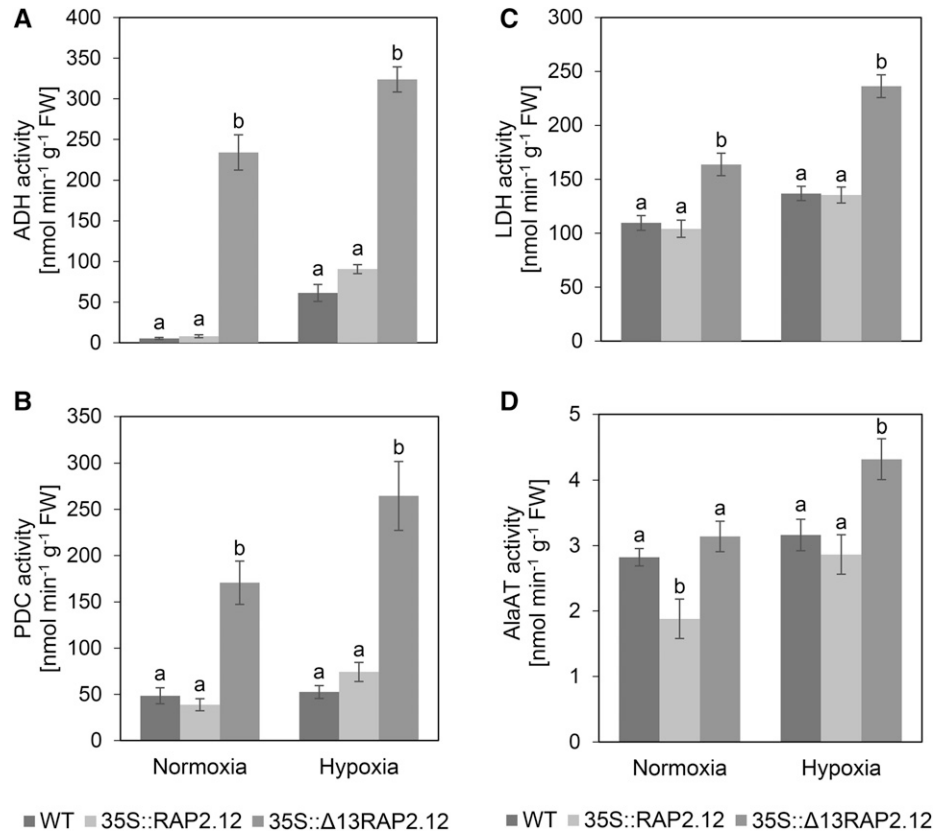 A
ADH activity
[nmol min⁻¹ g⁻¹ FW]
400
350
300
250
200
150
100
50
0
a
a
b
a
a
b
B
PDC activity
[nmol min⁻¹ g⁻¹ FW]
450
400
350
300
250
200
150
100
50
0
a
a
b
a
a
b
Normoxia
Hypoxia
WT 35S::RAP2.12 35S::Δ13RAP2.12
C
LDH activity
[nmol min⁻¹ g⁻¹ FW]
300
250
200
150
100
50
0
a
a
b
a
a
b
D
AlaAT activity
[nmol min⁻¹ g⁻¹ FW]
5
4
3
2
1
0
a
b
a
a
a
b
Normoxia
Hypoxia
WT 35S::RAP2.12 35S::Δ13RAP2.12